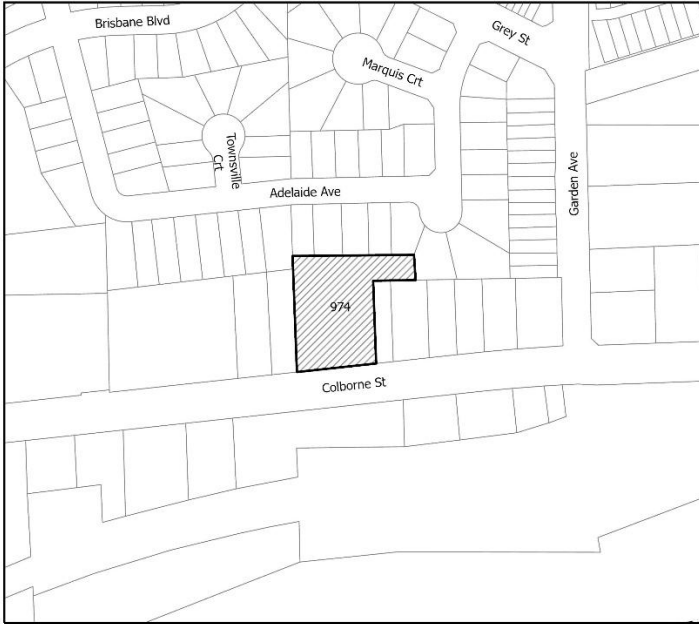 Brisbane Blvd
Grey St
Marquis Crt
Townsville
Crt
Adelaide Ave
Garden Ave
974
Colborne St